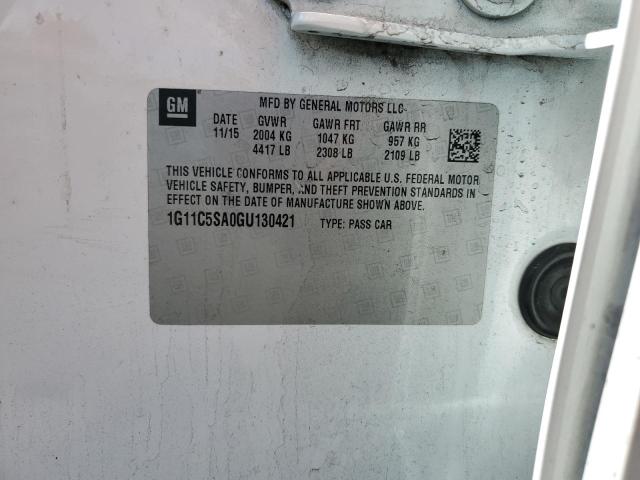 GM
MFD BY GENERAL MOTORS LLC
DATE GVWR GAWR FRT GAWR RR
11/15 2004 KG 1047 KG 957 KG
4417 LB 2308 LB 2109 LB
THIS VEHICLE CONFORMS TO ALL APPLICABLE U.S. FEDERAL MOTOR
VEHICLE SAFETY, BUMPER, AND THEFT PREVENTION STANDARDS IN
EFFECT ON THE DATE OF MANUFACTURE SHOWN ABOVE.
1G11C5SA0GU130421 TYPE: PASS CAR